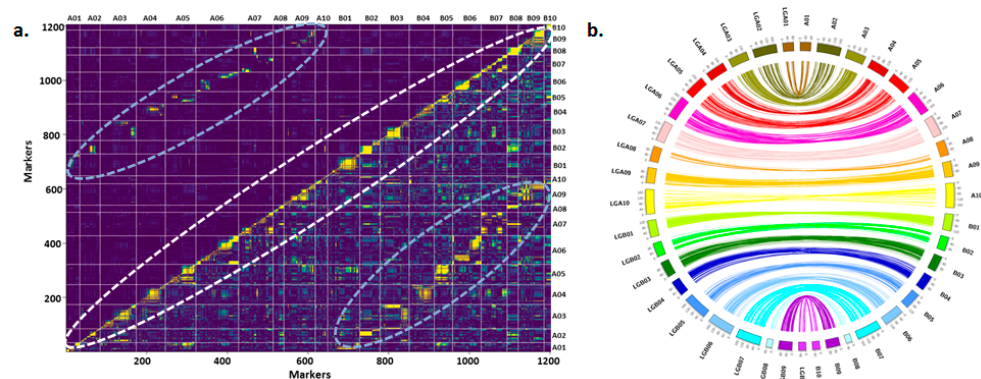 a.
A01 A02 A03 A04 A05 A06 A07 A08 A09 A10 B01 B02 B03 B04 B05 B06 B07 B08 B09 B10
1200
1000
800
600
400
200
Markers
B10
B09
B08
B07
B06
B05
B04
B03
B02
B01
A10
A09
A08
A07
A06
A05
A04
A03
A02
A01
200 400 600 800 1000 1200
Markers
b.
LGA01
LGA02
LGA03
LGA04
LGA05
LGA06
LGA07
LGA08
LGA09
LGA10
LGB01
LGB02
LGB03
LGB04
LGB05
LGB06
LGB07
LGB08
LGB09
A01
A02
A03
A04
A05
A06
A07
A08
A09
A10
B01
B02
B03
B04
B05
B06
B07
B08
B09
B10